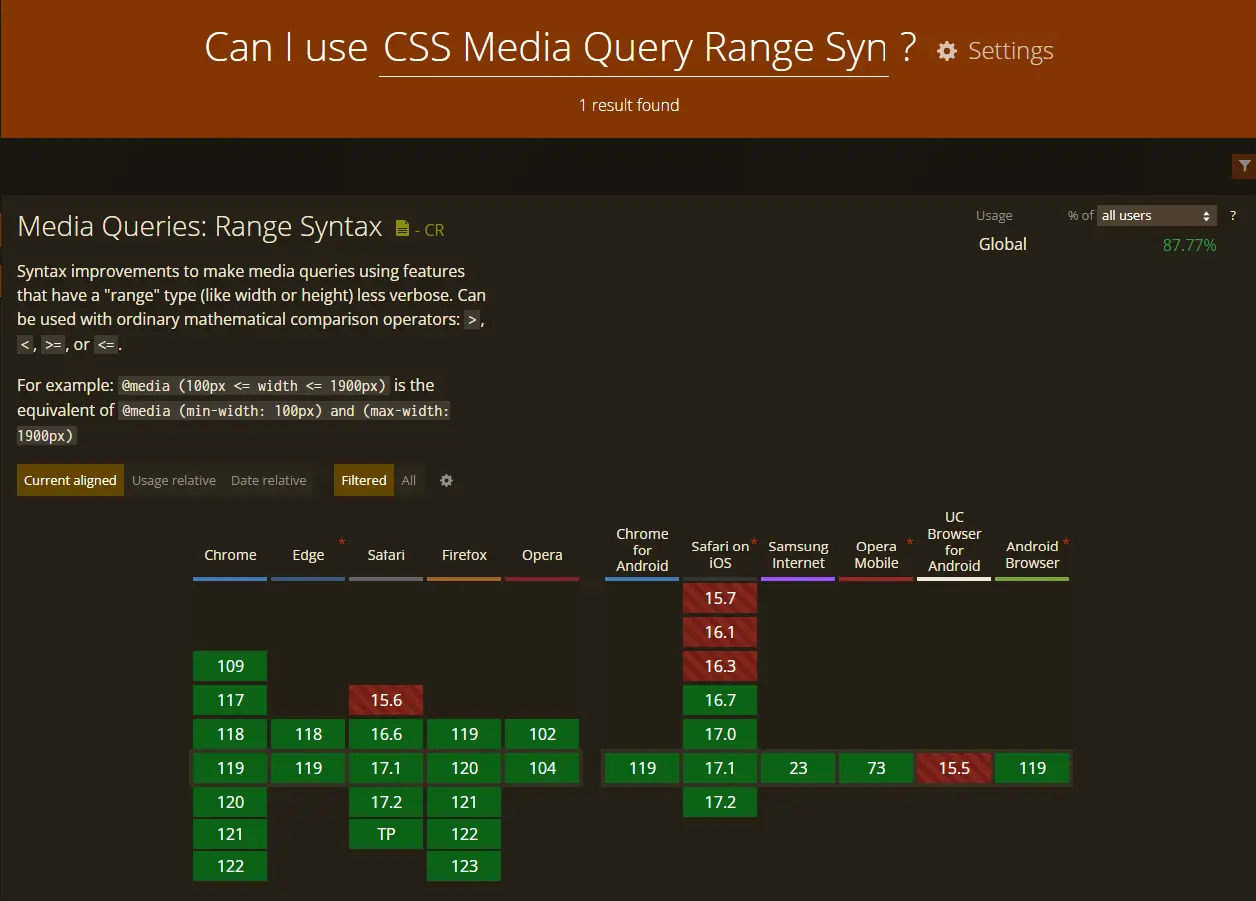 Can I use CSS Media Query Range Syn ? Settings
1 result found
Media Queries: Range Syntax - CR
Usage % of all users ?
Global 87.77%
Syntax improvements to make media queries using features
that have a "range" type (like width or height) less verbose. Can
be used with ordinary mathematical comparison operators: >,
<, >=, or <=.
For example: @media (100px <= width <= 1900px) is the
equivalent of @media (min-width: 100px) and (max-width:
1900px)
Current aligned Usage relative Date relative Filtered All
Chrome Edge * Safari Firefox Opera
Chrome
for
Android
Safari on *
iOS
Samsung
Internet
Opera *
Mobile
UC
Browser
for
Android
Android *
Browser
15.7
16.1
109 16.3
117 15.6 16.7
118 118 16.6 119 102 17.0
119 119 17.1 120 104 119 17.1 23 73 15.5 119
120 17.2 121 17.2
121 TP 122
122 123